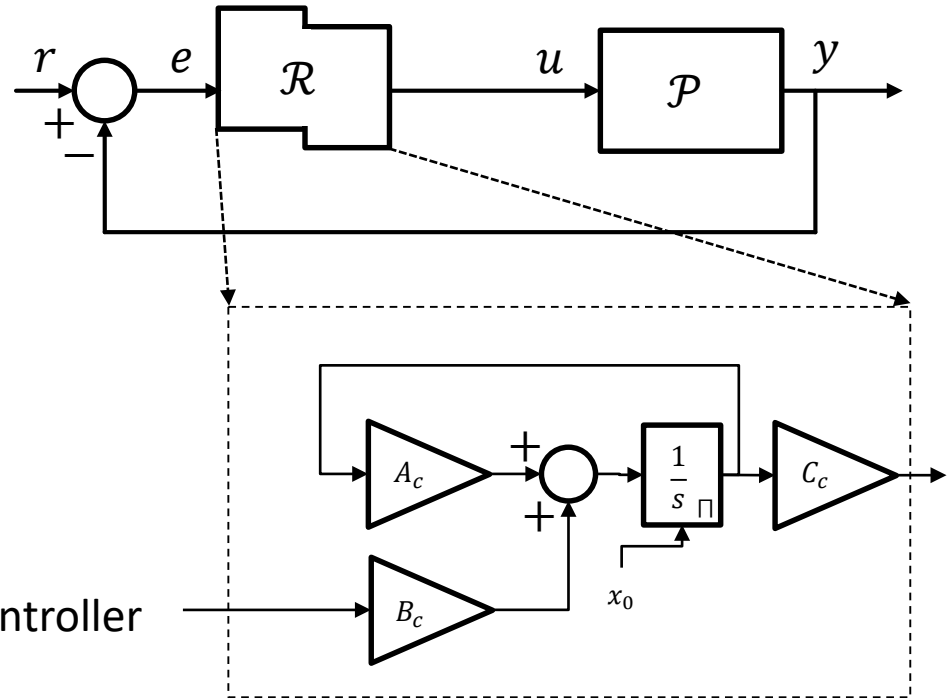 r e ℛ u 𝒫 y
+
−
+ A_c 1/s C_c
+ ⊓
x_0
B_c
ntroller